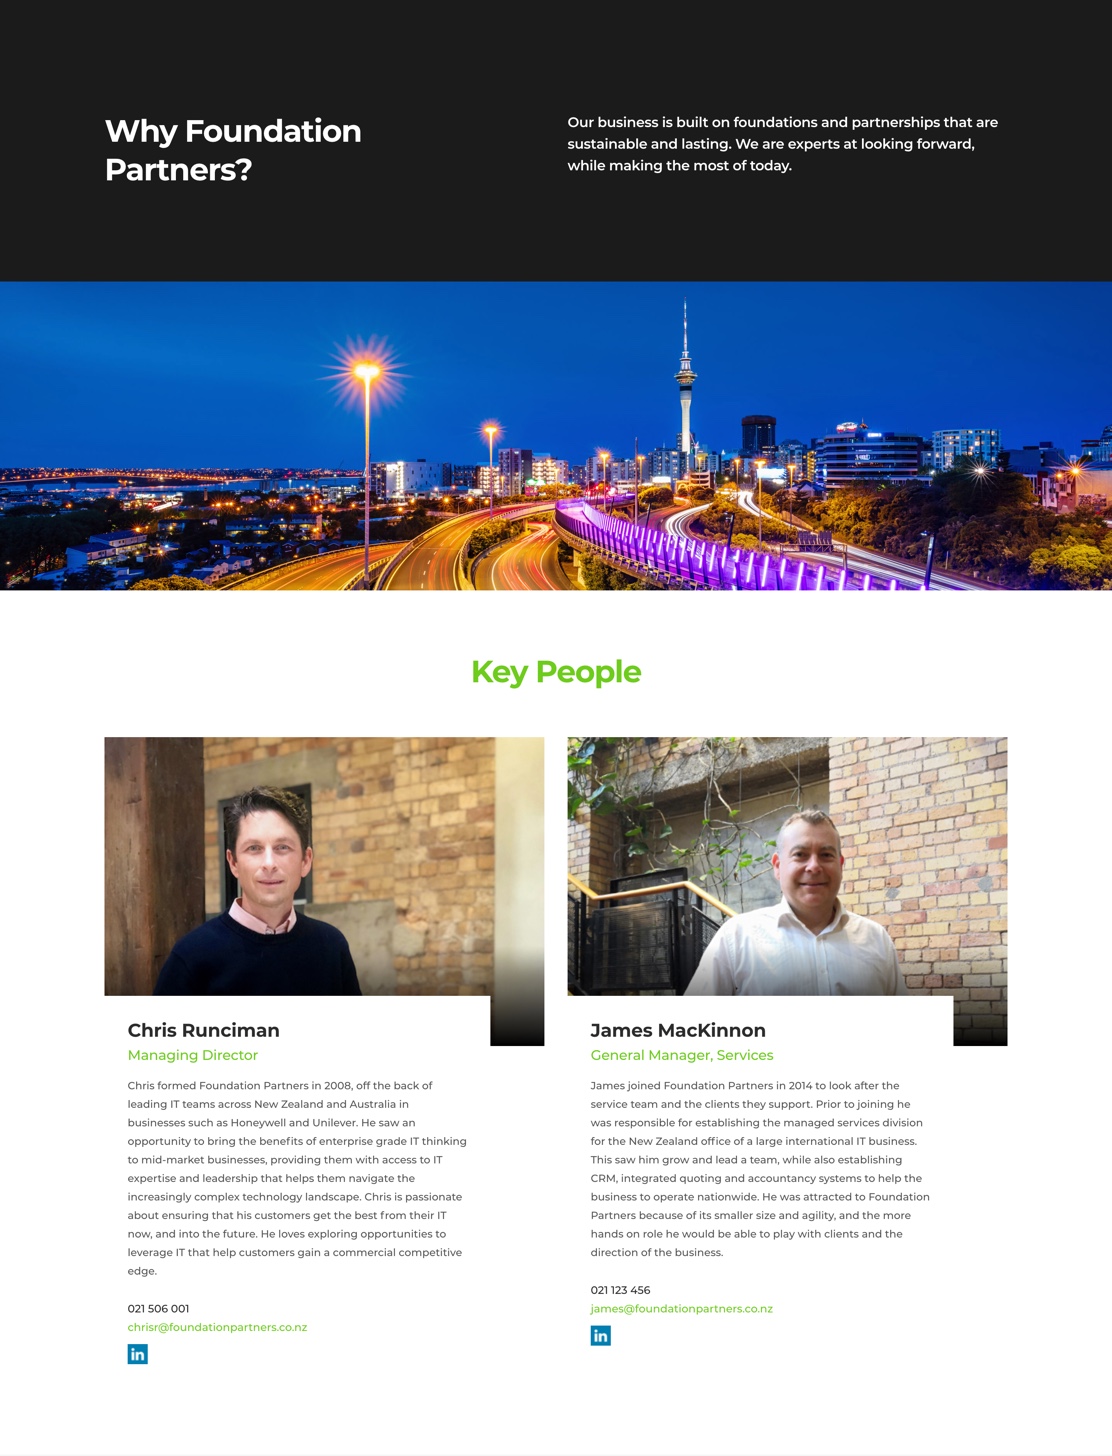 Why Foundation
Partners?
Our business is built on foundations and partnerships that are
sustainable and lasting. We are experts at looking forward,
while making the most of today.
Key People
Chris Runciman
Managing Director
Chris formed Foundation Partners in 2008, off the back of
leading IT teams across New Zealand and Australia in
businesses such as Honeywell and Unilever. He saw an
opportunity to bring the benefits of enterprise grade IT thinking
to mid-market businesses, providing them with access to IT
expertise and leadership that helps them navigate the
increasingly complex technology landscape. Chris is passionate
about ensuring that his customers get the best from their IT
now, and into the future. He loves exploring opportunities to
leverage IT that help customers gain a commercial competitive
edge.
021 506 001
chrisr@foundationpartners.co.nz
in
James MacKinnon
General Manager, Services
James joined Foundation Partners in 2014 to look after the
service team and the clients they support. Prior to joining he
was responsible for establishing the managed services division
for the New Zealand office of a large international IT business.
This saw him grow and lead a team, while also establishing
CRM, integrated quoting and accountancy systems to help the
business to operate nationwide. He was attracted to Foundation
Partners because of its smaller size and agility, and the more
hands on role he would be able to play with clients and the
direction of the business.
021 123 456
james@foundationpartners.co.nz
in